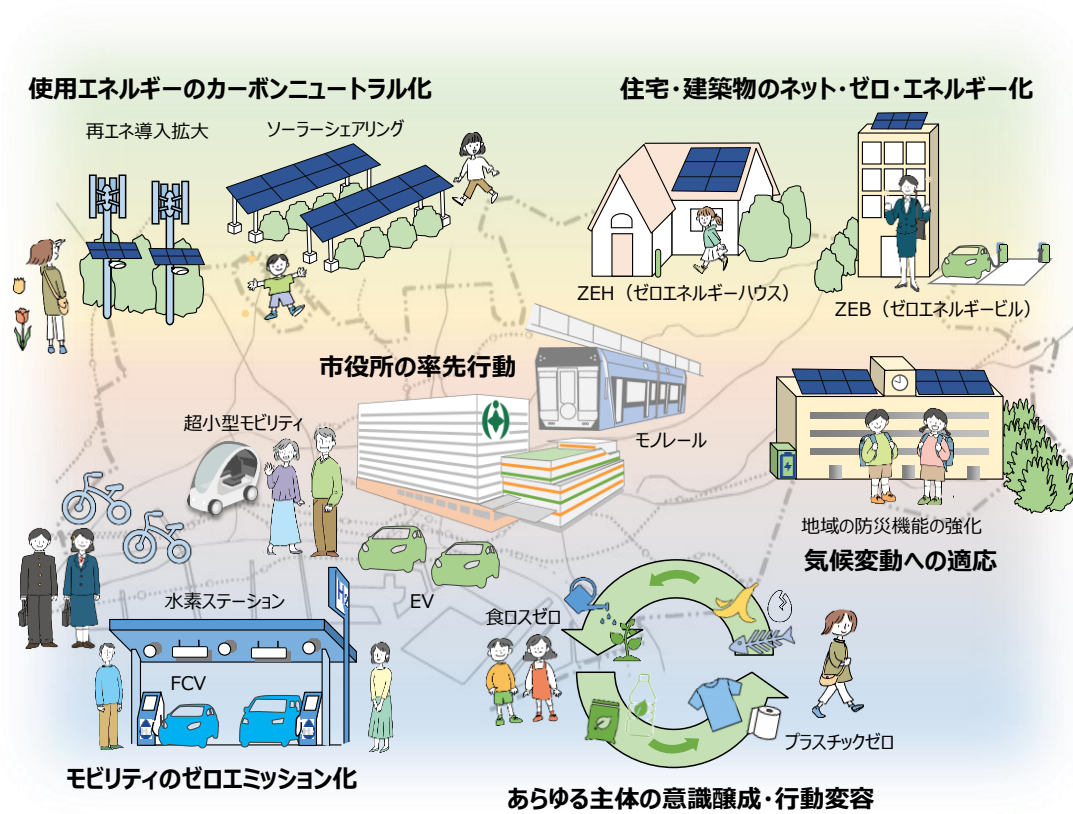 使用エネルギーのカーボンニュートラル化
再エネ導入拡大
ソーラーシェアリング
住宅・建築物のネット・ゼロ・エネルギー化
ZEH（ゼロエネルギーハウス）
ZEB（ゼロエネルギービル）
市役所の率先行動
モノレール
超小型モビリティ
地域の防災機能の強化
気候変動への適応
水素ステーション
H2
EV
FCV
食ロスゼロ
プラスチックゼロ
モビリティのゼロエミッション化
あらゆる主体の意識醸成・行動変容